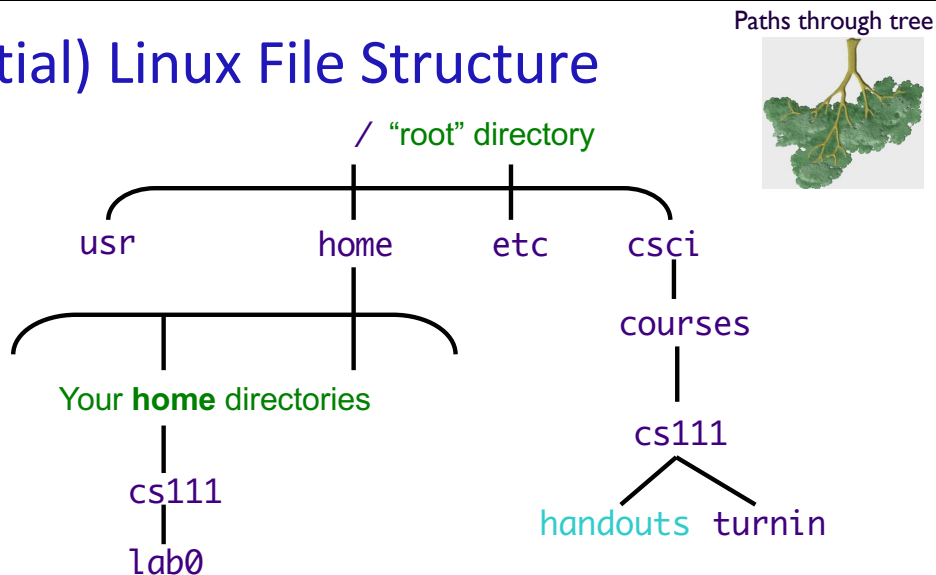 Paths through tree
tial) Linux File Structure
/ “root” directory
usr home etc csci
courses
Your home directories
cs111
cs111
handouts turnin
lab0